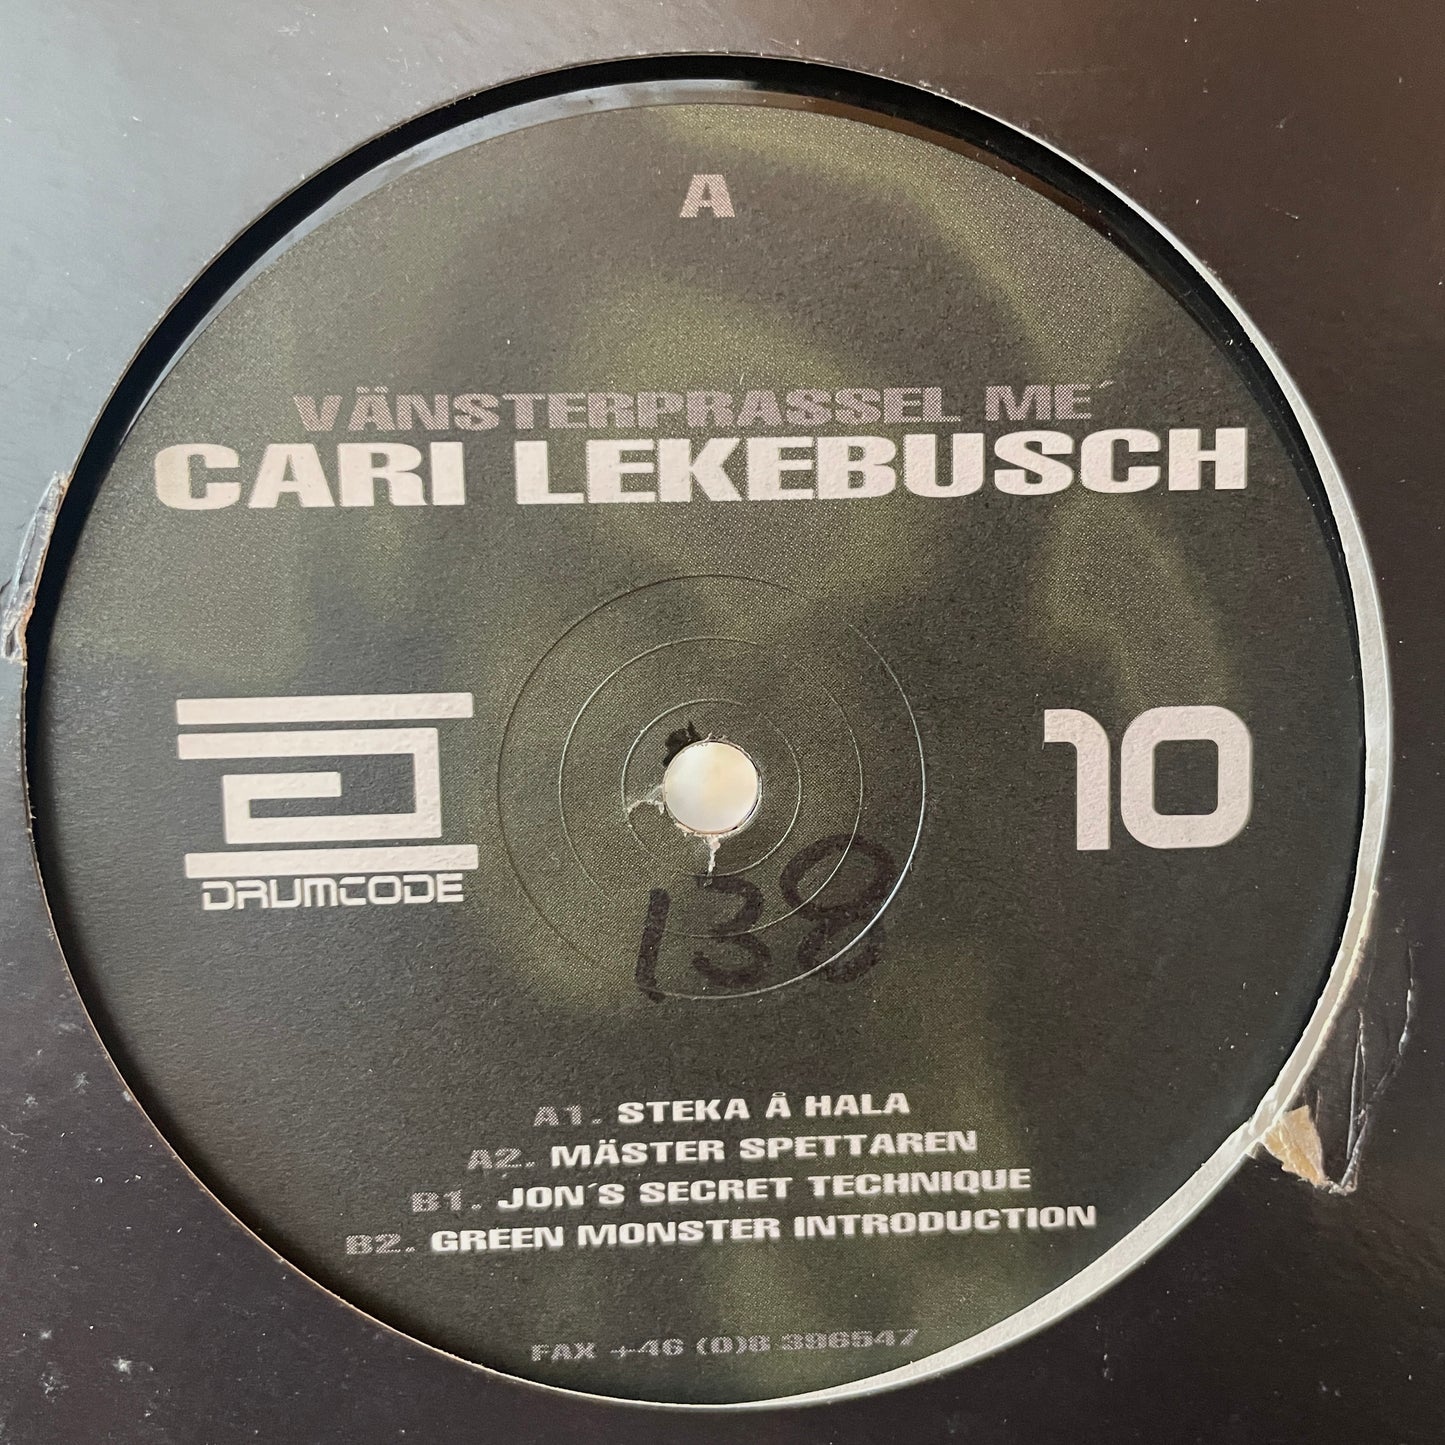 A
VÄNSTERPRASSEL ME´
CARI LEKEBUSCH
DRUMCODE
10
138
A1. STEKA Å HALA
A2. MÄSTER SPETTAREN
B1. JON´S SECRET TECHNIQUE
B2. GREEN MONSTER INTRODUCTION
FAX +46 (0)8 396547